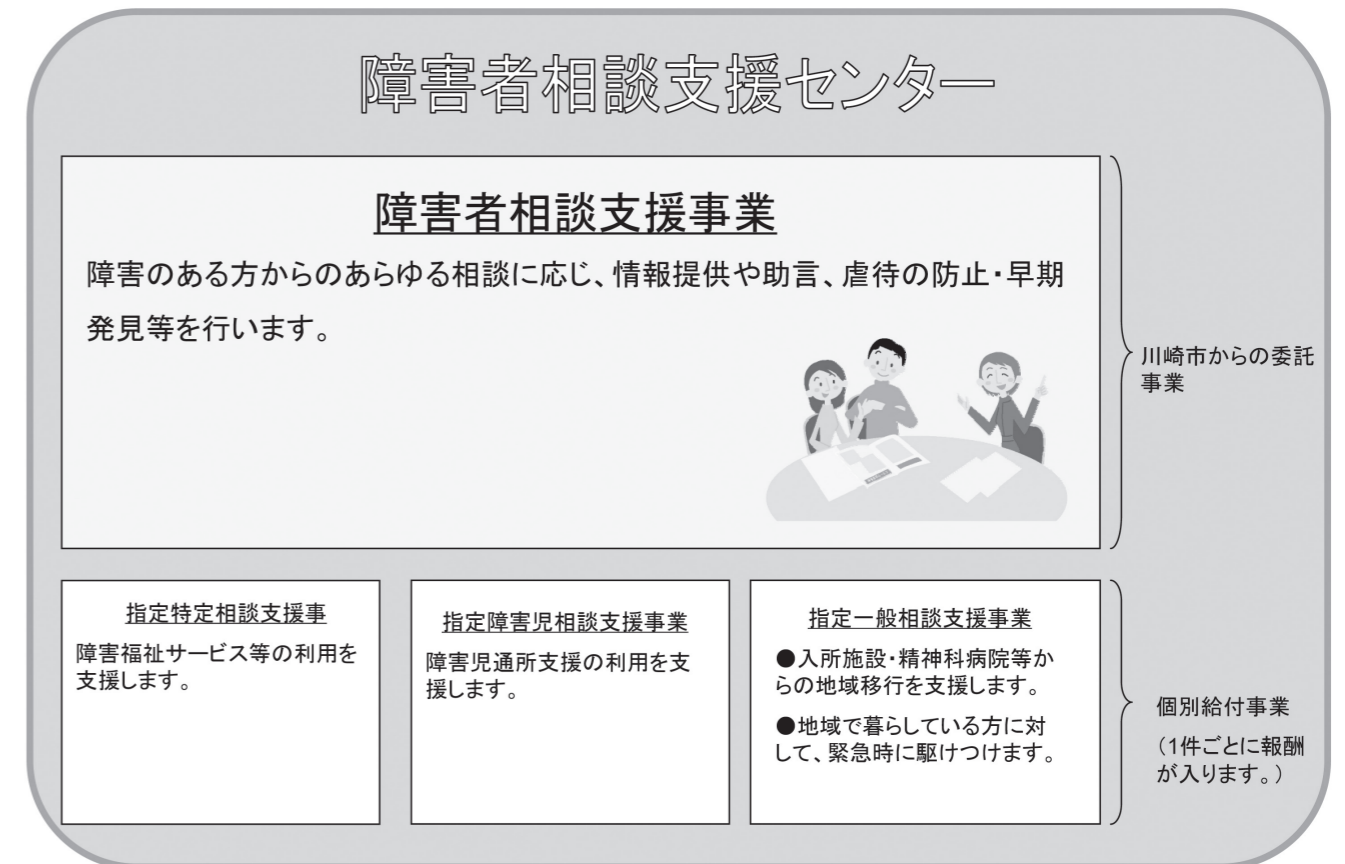 障害者相談支援センター
障害者相談支援事業
障害のある方からのあらゆる相談に応じ、情報提供や助言、虐待の防止・早期
発見等を行います。
川崎市からの委託
事業
指定特定相談支援事
障害福祉サービス等の利用を
支援します。
指定障害児相談支援事業
障害児通所支援の利用を支
援します。
指定一般相談支援事業
●入所施設・精神科病院等か
らの地域移行を支援します。
●地域で暮らしている方に対
して、緊急時に駆けつけます。
個別給付事業
（1件ごとに報酬
が入ります。）